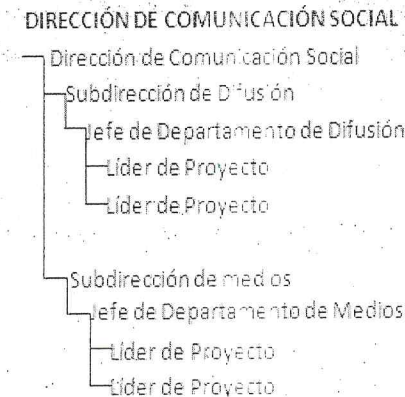 DIRECCIÓN DE COMUNICACIÓN SOCIAL
Dirección de Comunicación Social
Subdirección de Difusión
Jefe de Departamento de Difusión
Líder de Proyecto
Líder de Proyecto
Subdirección de medios
Jefe de Departamento de Medios
Líder de Proyecto
Líder de Proyecto